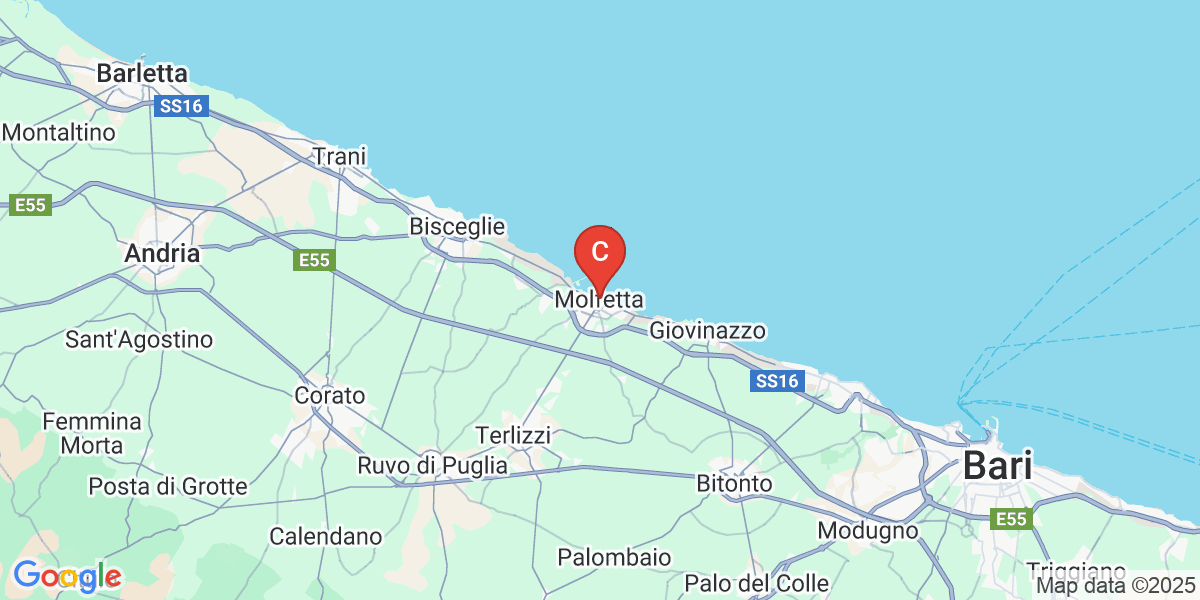 Barletta
SS16
Montaltino
Trani
E55
Bisceglie
Andria
E55
C
Molfetta
Giovinazzo
Sant'Agostino
SS16
Corato
Femmina
Morta
Terlizzi
Ruvo di Puglia
Bari
Posta di Grotte
Bitonto
E55
Calendano
Modugno
Palombaio
Triggiano
Google
Palo del Colle
Map data ©2025